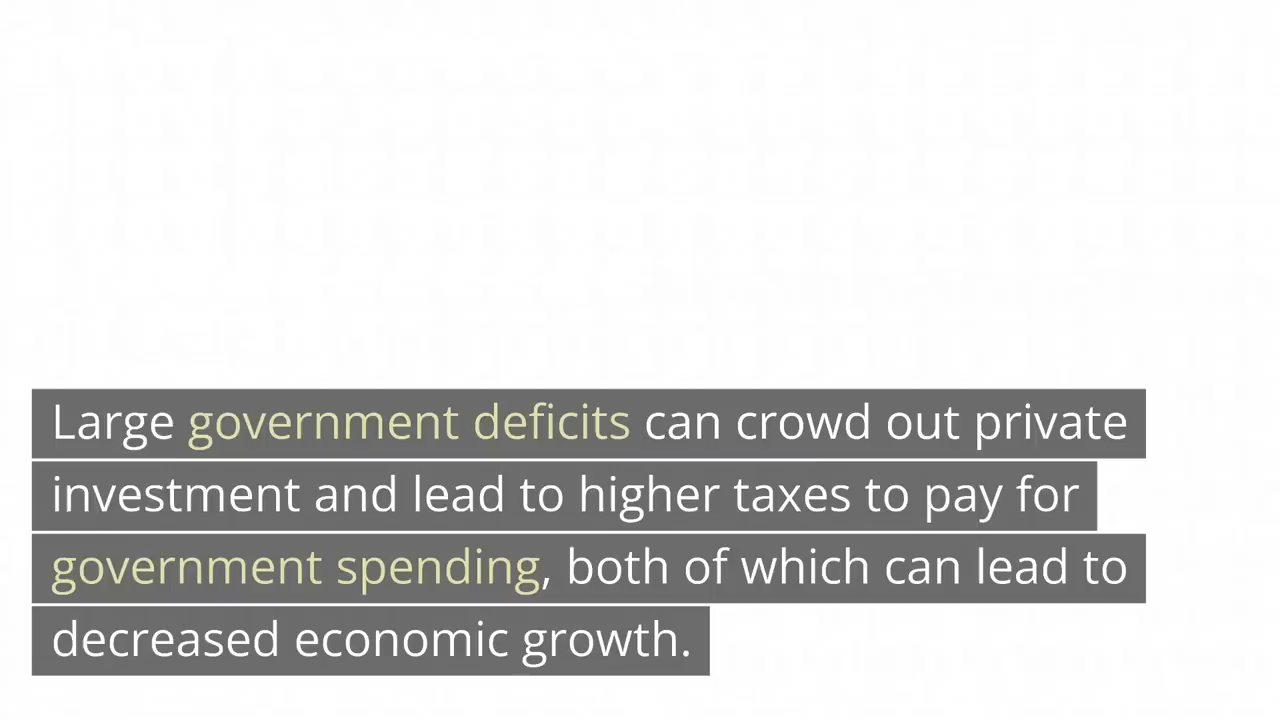 Large government deficits can crowd out private
investment and lead to higher taxes to pay for
government spending, both of which can lead to
decreased economic growth.